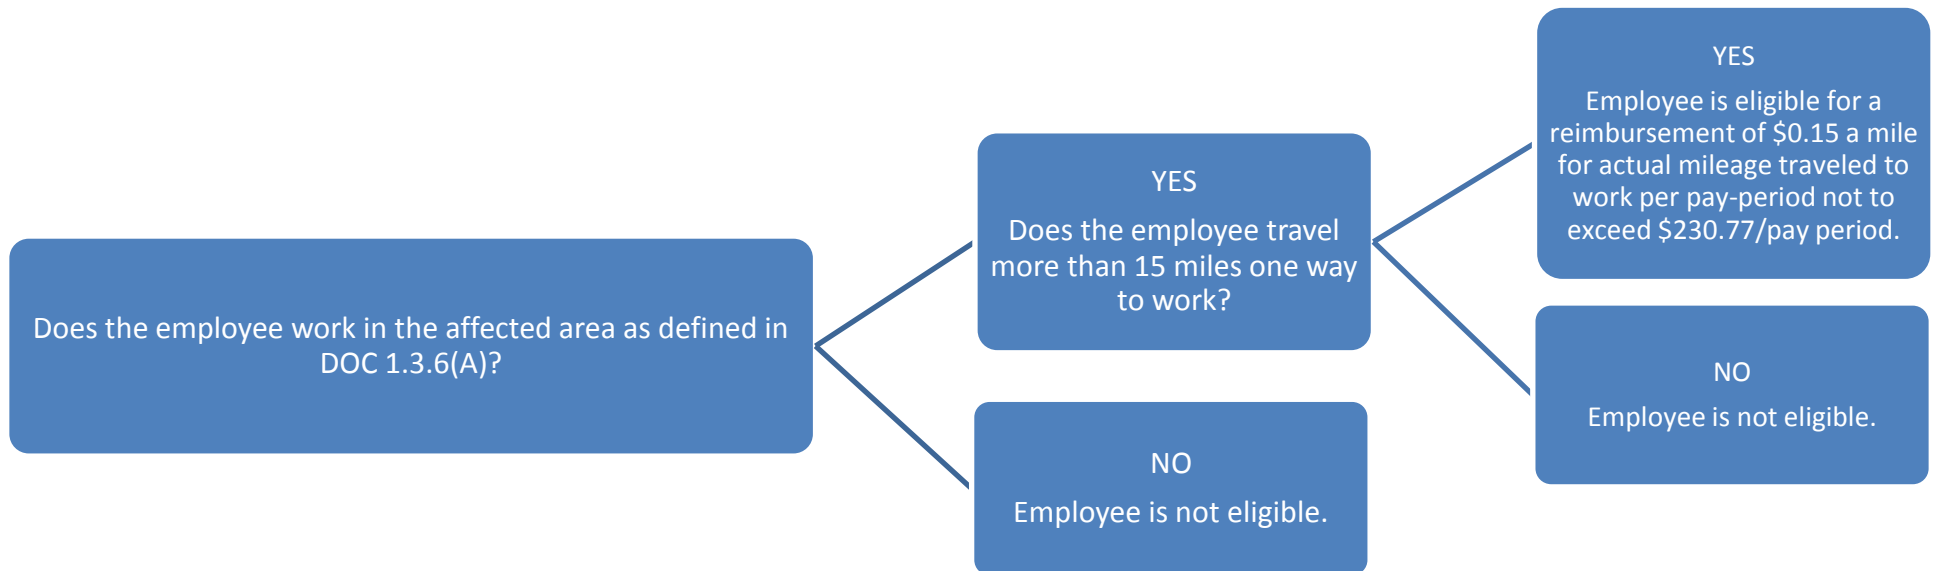 Does the employee work in the affected area as defined in
DOC 1.3.6(A)?
YES
Does the employee travel
more than 15 miles one way
to work?
NO
Employee is not eligible.
YES
Employee is eligible for a
reimbursement of $0.15 a mile
for actual mileage traveled to
work per pay-period not to
exceed $230.77/pay period.
NO
Employee is not eligible.